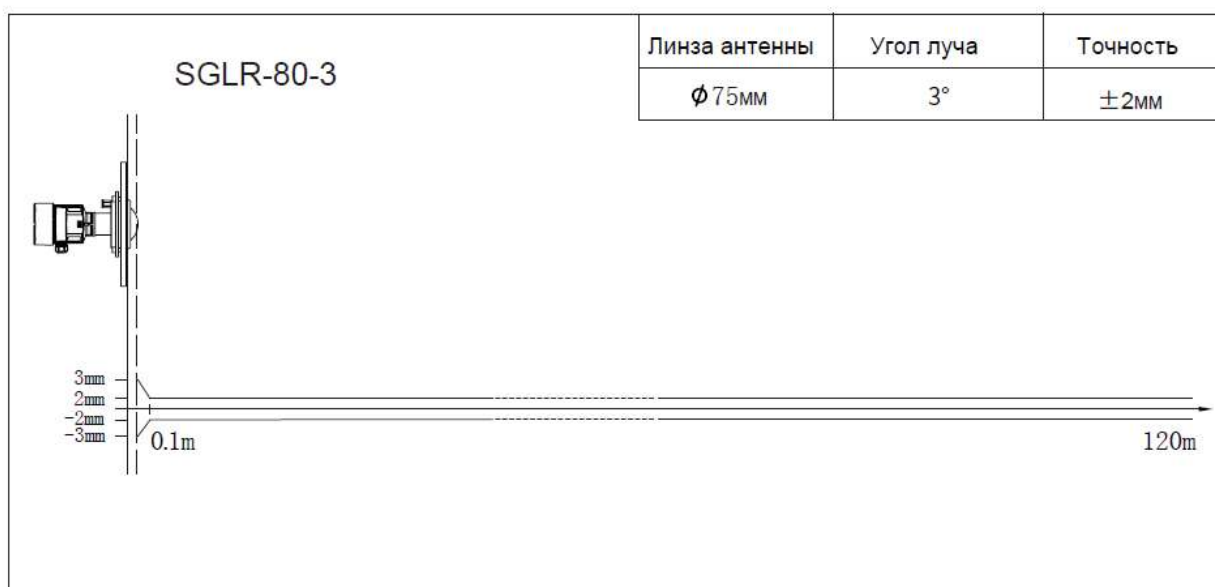 SGLR-80-3
Линза антенны Угол луча Точность
ϕ75мм 3° ±2мм
3mm
2mm
-2mm
-3mm
0.1m 120m